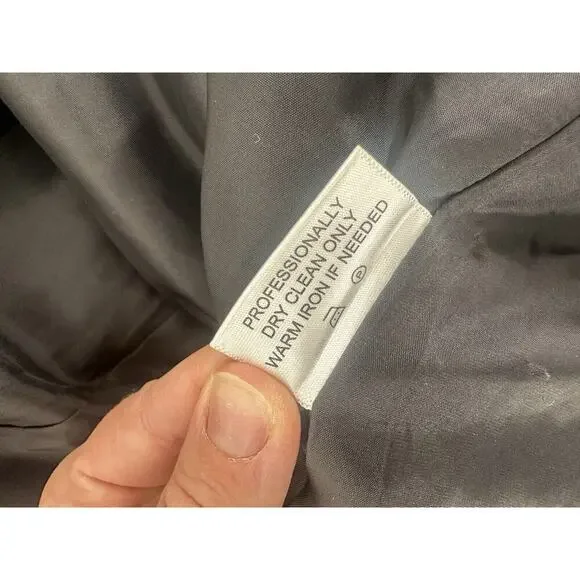 PROFESSIONALLY
DRY CLEAN ONLY
WARM IRON IF NEEDED
P